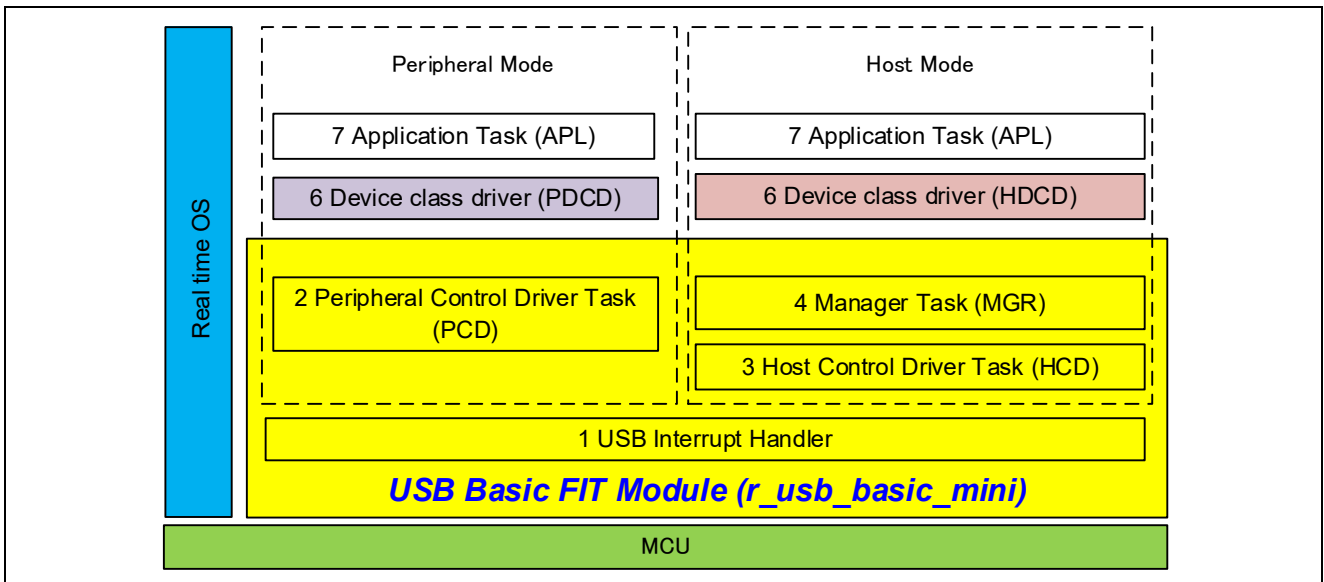 Real time OS
Peripheral Mode
Host Mode
7 Application Task (APL)
7 Application Task (APL)
6 Device class driver (PDCD)
6 Device class driver (HDCD)
2 Peripheral Control Driver Task
(PCD)
4 Manager Task (MGR)
3 Host Control Driver Task (HCD)
1 USB Interrupt Handler
USB Basic FIT Module (r_usb_basic_mini)
MCU